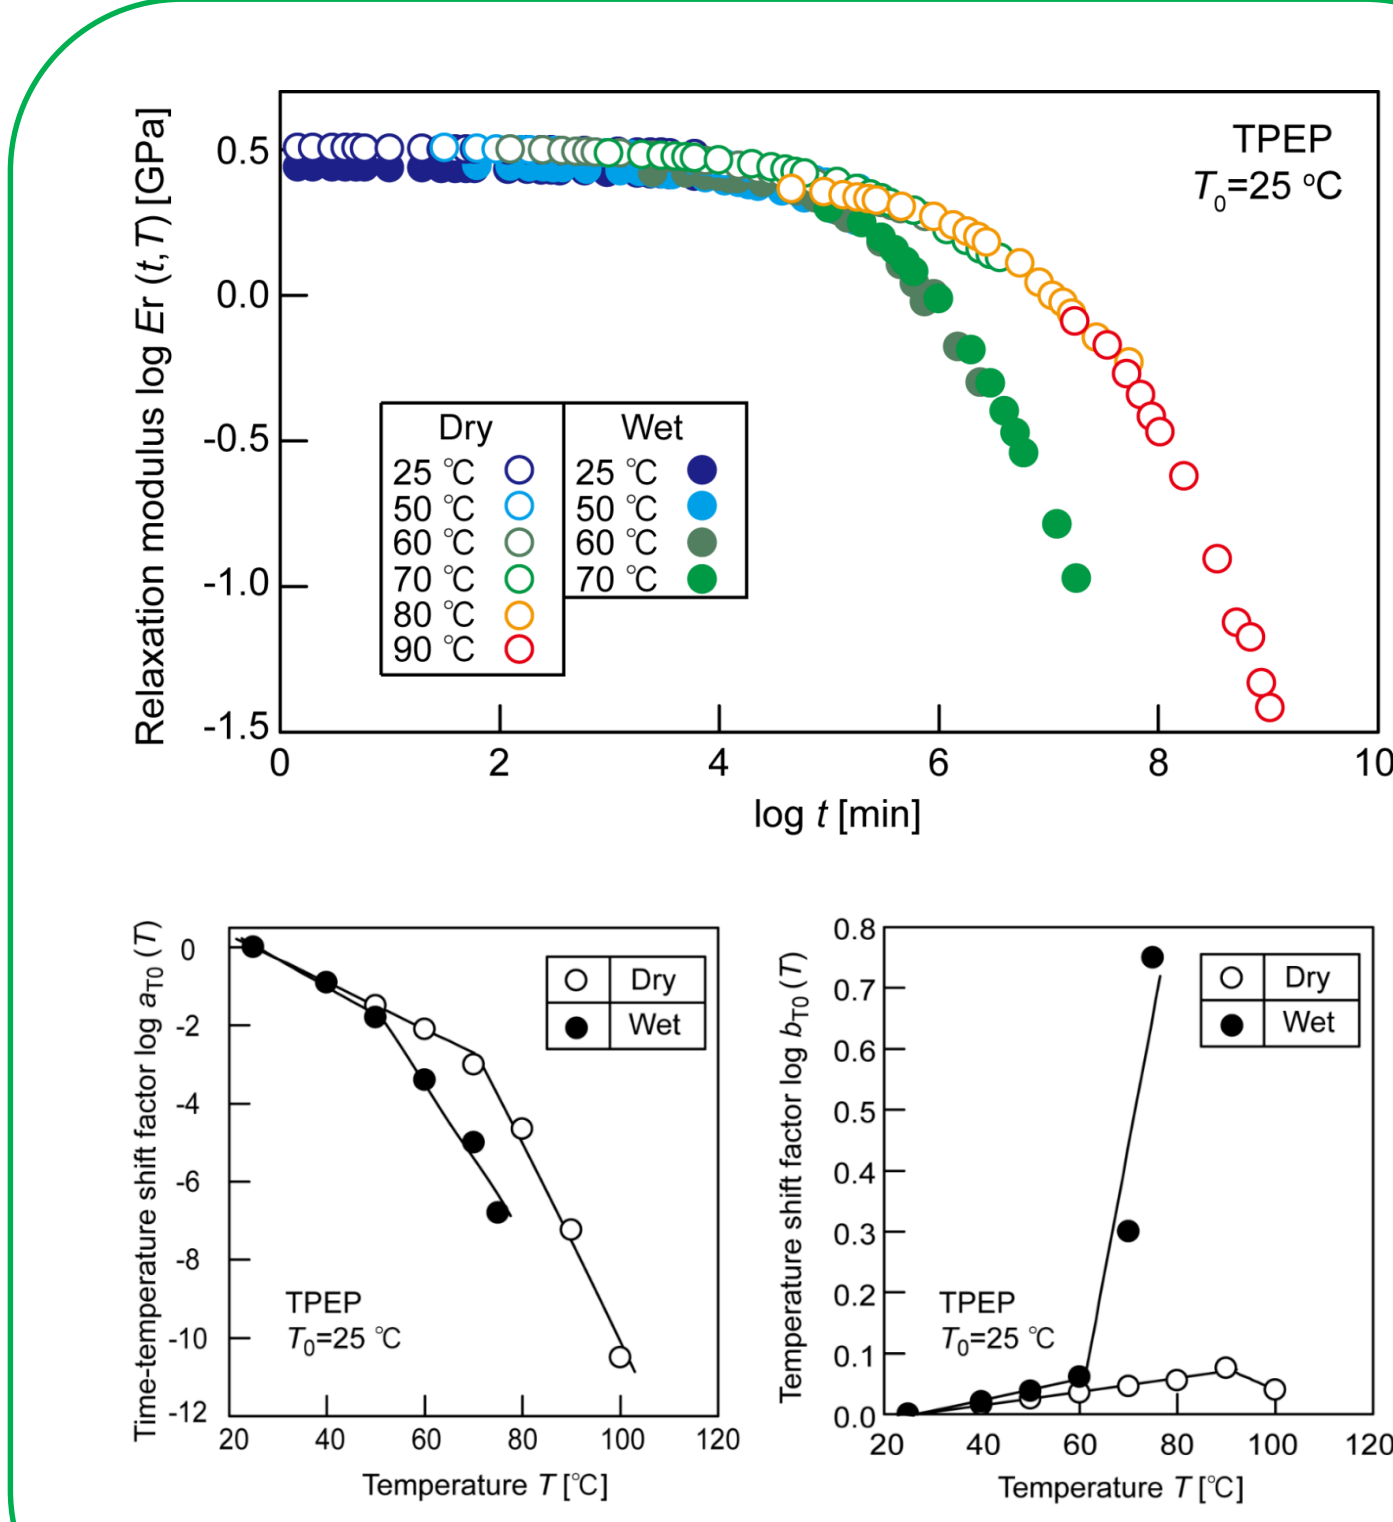 Relaxation modulus log Er (t, T) [GPa]
0.5
0.0
-0.5
-1.0
-1.5
TPEP
T0=25 °C
Dry
25 °C
50 °C
60 °C
70 °C
80 °C
90 °C
Wet
25 °C
50 °C
60 °C
70 °C
0 2 4 6 8 10
log t [min]
Time-temperature shift factor log aT0 (T)
0
-2
-4
-6
-8
-10
-12
Dry
Wet
TPEP
T0=25 °C
20 40 60 80 100 120
Temperature T [°C]
Temperature shift factor log bT0 (T)
0.8
0.7
0.6
0.5
0.4
0.3
0.2
0.1
0.0
Dry
Wet
TPEP
T0=25 °C
20 40 60 80 100 120
Temperature T [°C]